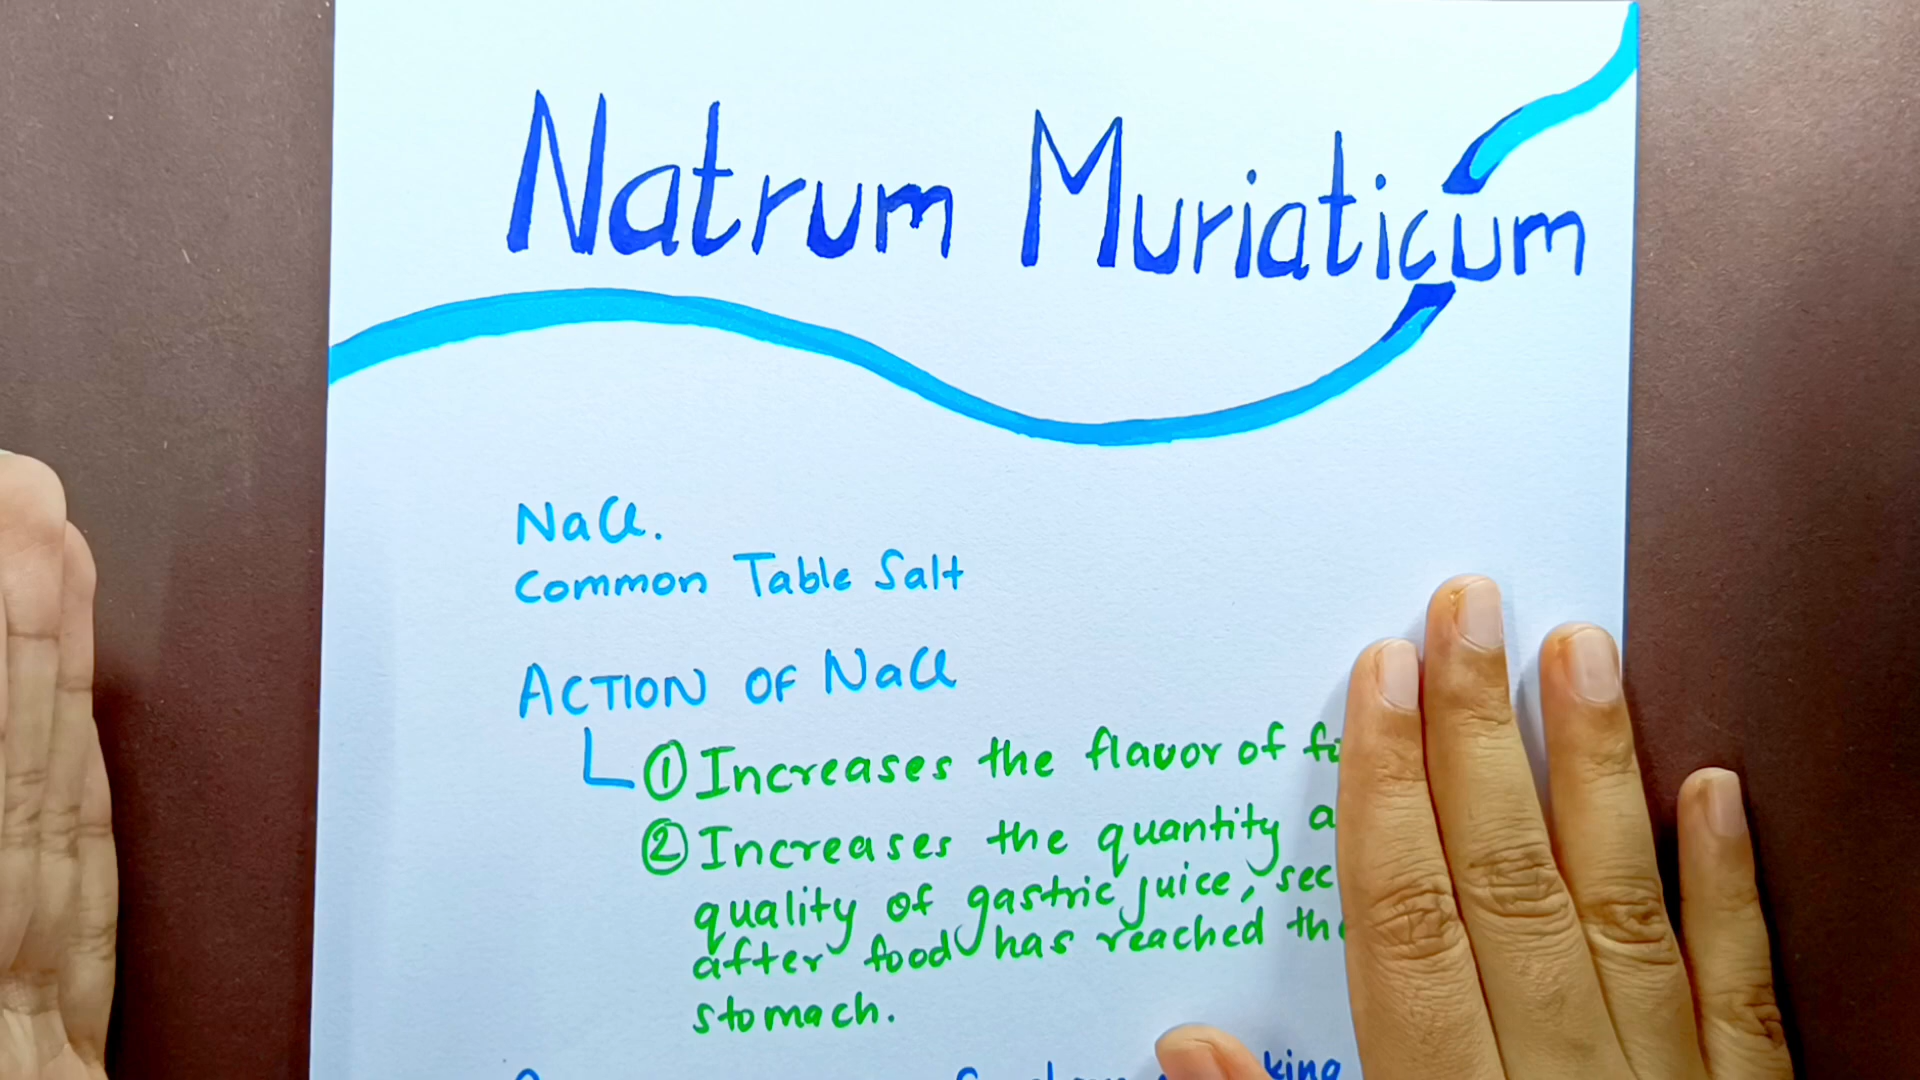 Natrum Muriaticum
NaCl.
Common Table Salt
ACTION OF NaCl
① Increases the flavor of
② Increases the quantity
quality of gastric juice,
after food has reached
stomach.